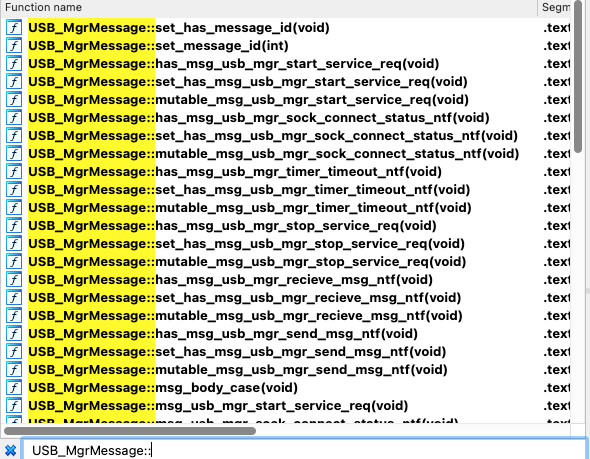 Function name Segm
USB_MgrMessage::set_has_message_id(void) .text
USB_MgrMessage::set_message_id(int) .text
USB_MgrMessage::has_msg_usb_mgr_start_service_req(void) .text
USB_MgrMessage::set_has_msg_usb_mgr_start_service_req(void) .text
USB_MgrMessage::mutable_msg_usb_mgr_start_service_req(void) .text
USB_MgrMessage::has_msg_usb_mgr_sock_connect_status_ntf(void) .text
USB_MgrMessage::set_has_msg_usb_mgr_sock_connect_status_ntf(void) .text
USB_MgrMessage::mutable_msg_usb_mgr_sock_connect_status_ntf(void) .text
USB_MgrMessage::has_msg_usb_mgr_timer_timeout_ntf(void) .text
USB_MgrMessage::set_has_msg_usb_mgr_timer_timeout_ntf(void) .text
USB_MgrMessage::mutable_msg_usb_mgr_timer_timeout_ntf(void) .text
USB_MgrMessage::has_msg_usb_mgr_stop_service_req(void) .text
USB_MgrMessage::set_has_msg_usb_mgr_stop_service_req(void) .text
USB_MgrMessage::mutable_msg_usb_mgr_stop_service_req(void) .text
USB_MgrMessage::has_msg_usb_mgr_recieve_msg_ntf(void) .text
USB_MgrMessage::set_has_msg_usb_mgr_recieve_msg_ntf(void) .text
USB_MgrMessage::mutable_msg_usb_mgr_recieve_msg_ntf(void) .text
USB_MgrMessage::has_msg_usb_mgr_send_msg_ntf(void) .text
USB_MgrMessage::set_has_msg_usb_mgr_send_msg_ntf(void) .text
USB_MgrMessage::mutable_msg_usb_mgr_send_msg_ntf(void) .text
USB_MgrMessage::msg_body_case(void) .text
USB_MgrMessage::msg_usb_mgr_start_service_req(void) .text
USB_MgrMessage::msg_usb_mgr_sock_connect_status_ntf(void) .text
USB_MgrMessage::